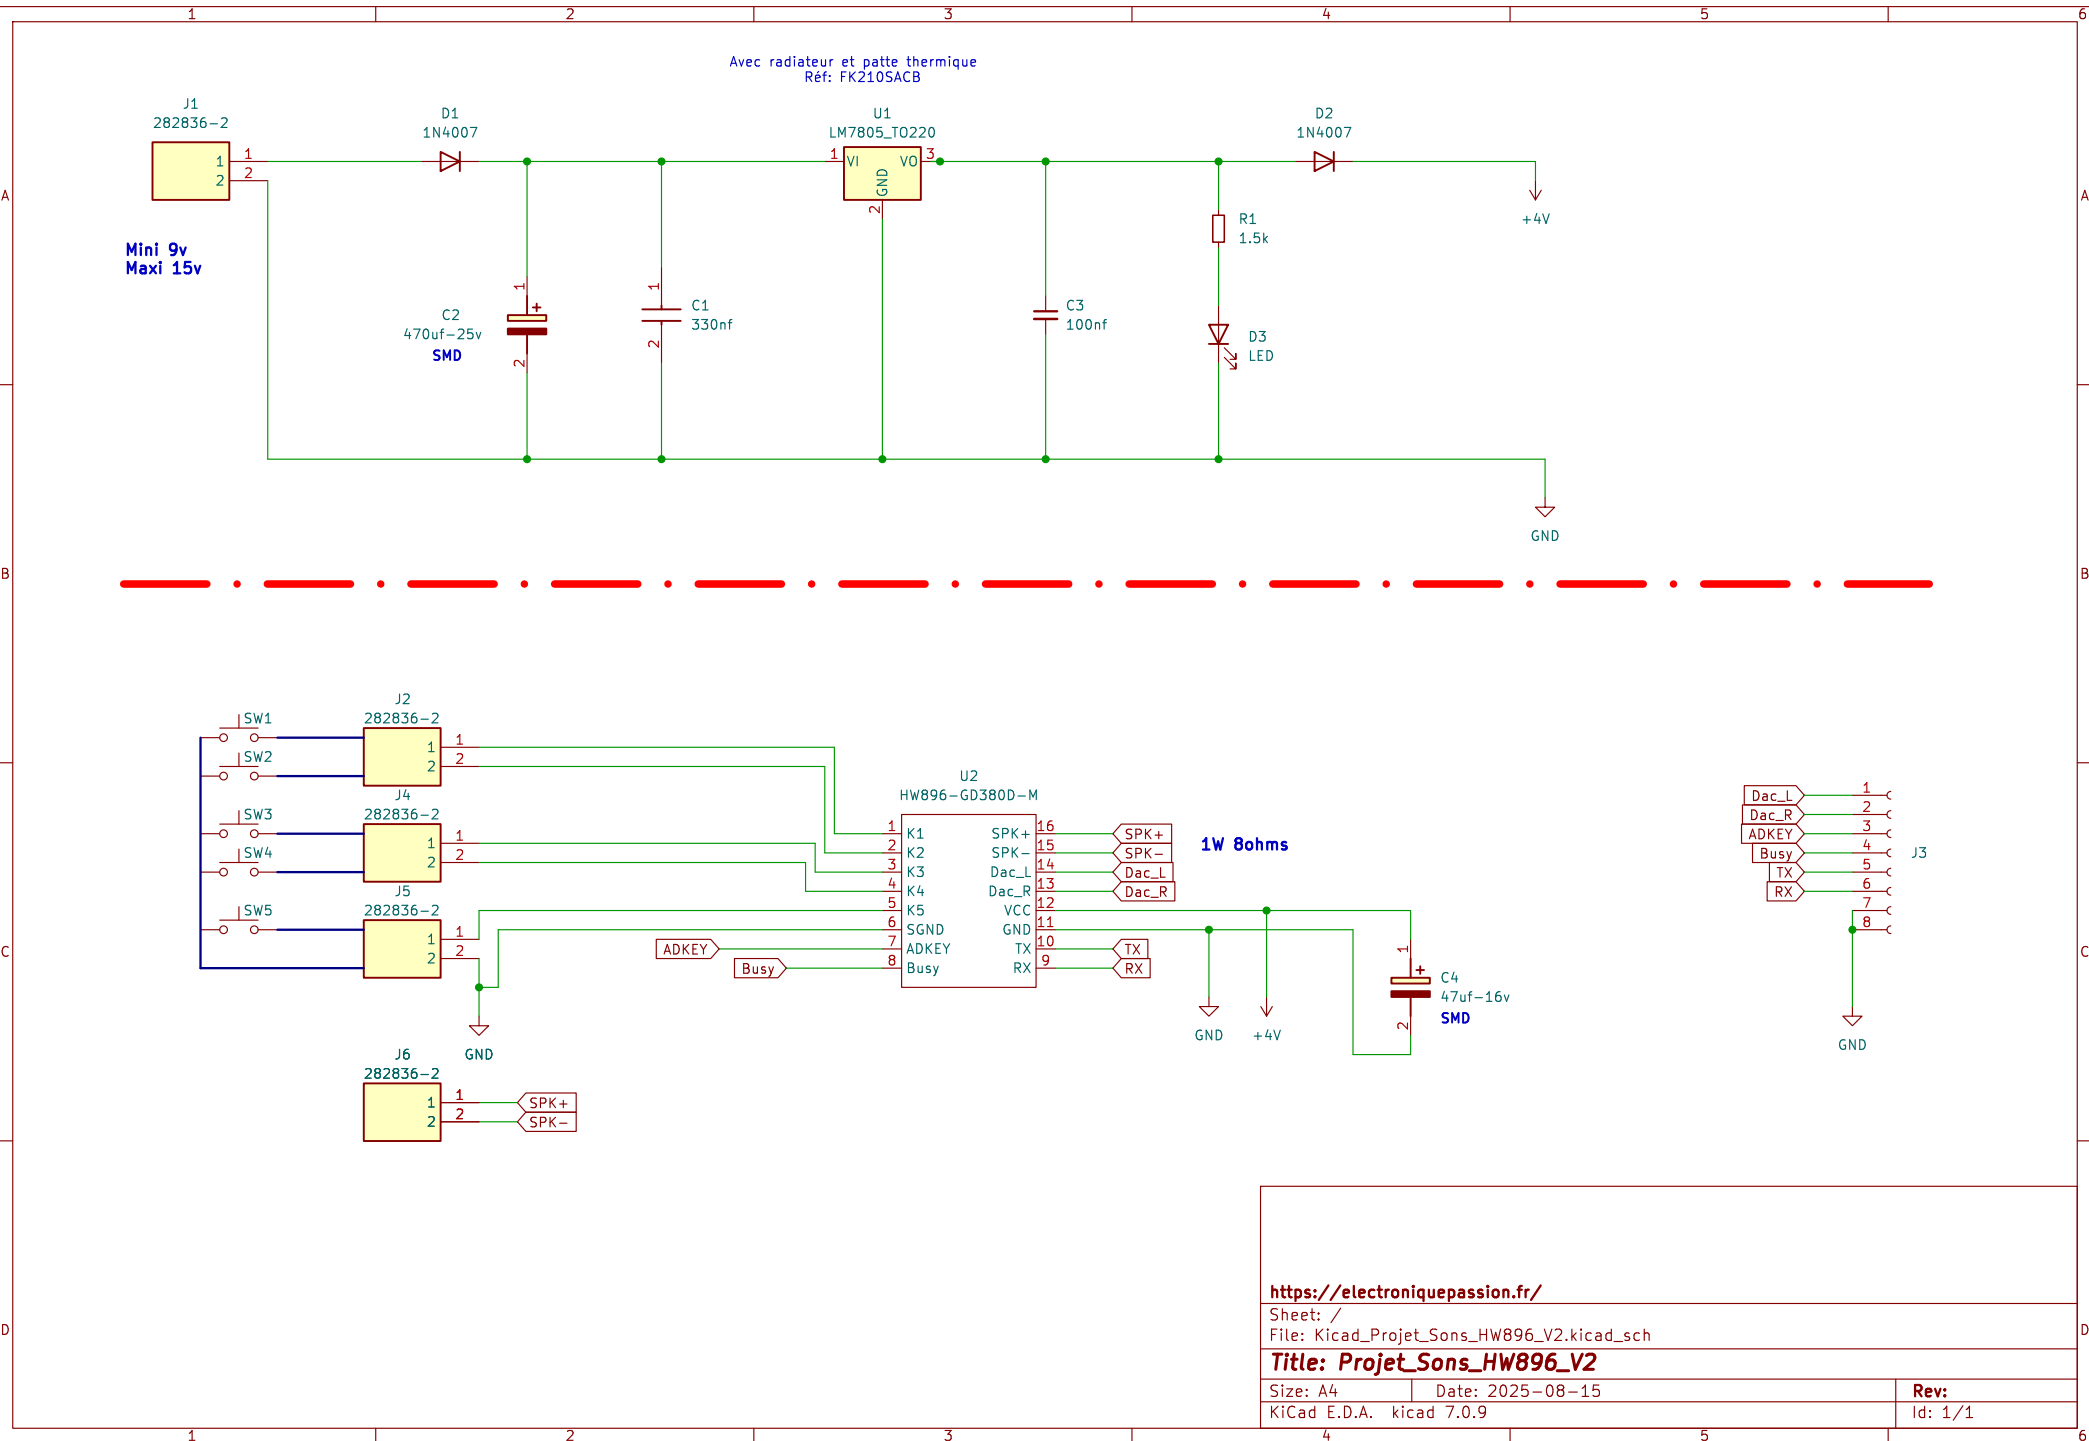 1 2 3 4 5 6
Avec radiateur et patte thermique
Réf: FK210SACB
J1
282836-2
1 1
2 2
Mini 9v
Maxi 15v
D1
1N4007
U1
LM7805_TO220
1 VI VO 3
GND
2
D2
1N4007
+4V
A A
R1
1.5k
1
C2
470uf-25v
SMD
+
2
1
C1
330nf
2
C3
100nf
D3
LED
GND
B B
J2
282836-2
SW1
SW2
1 1
2 2
J4
282836-2
SW3
SW4
1 1
2 2
J5
282836-2
SW5
1 1
2 2
GND
J6
282836-2
1 1 SPK+
2 2 SPK-
U2
HW896-GD380D-M
1 K1 SPK+ 16 SPK+
2 K2 SPK- 15 SPK-
3 K3 Dac_L 14 Dac_L
4 K4 Dac_R 13 Dac_R
5 K5 VCC 12
6 SGND GND 11
ADKEY 7 ADKEY TX 10 TX
Busy 8 Busy RX 9 RX
1W 8ohms
GND
+4V
1
+
C4
47uf-16v
SMD
2
Dac_L 1
Dac_R 2
ADKEY 3
Busy 4
TX 5
RX 6
7
8
J3
GND
C C
https://electroniquepassion.fr/
Sheet: /
File: Kicad_Projet_Sons_HW896_V2.kicad_sch
Title: Projet_Sons_HW896_V2
Size: A4 Date: 2025-08-15 Rev:
KiCad E.D.A. kicad 7.0.9 Id: 1/1
D D
1 2 3 4 5 6